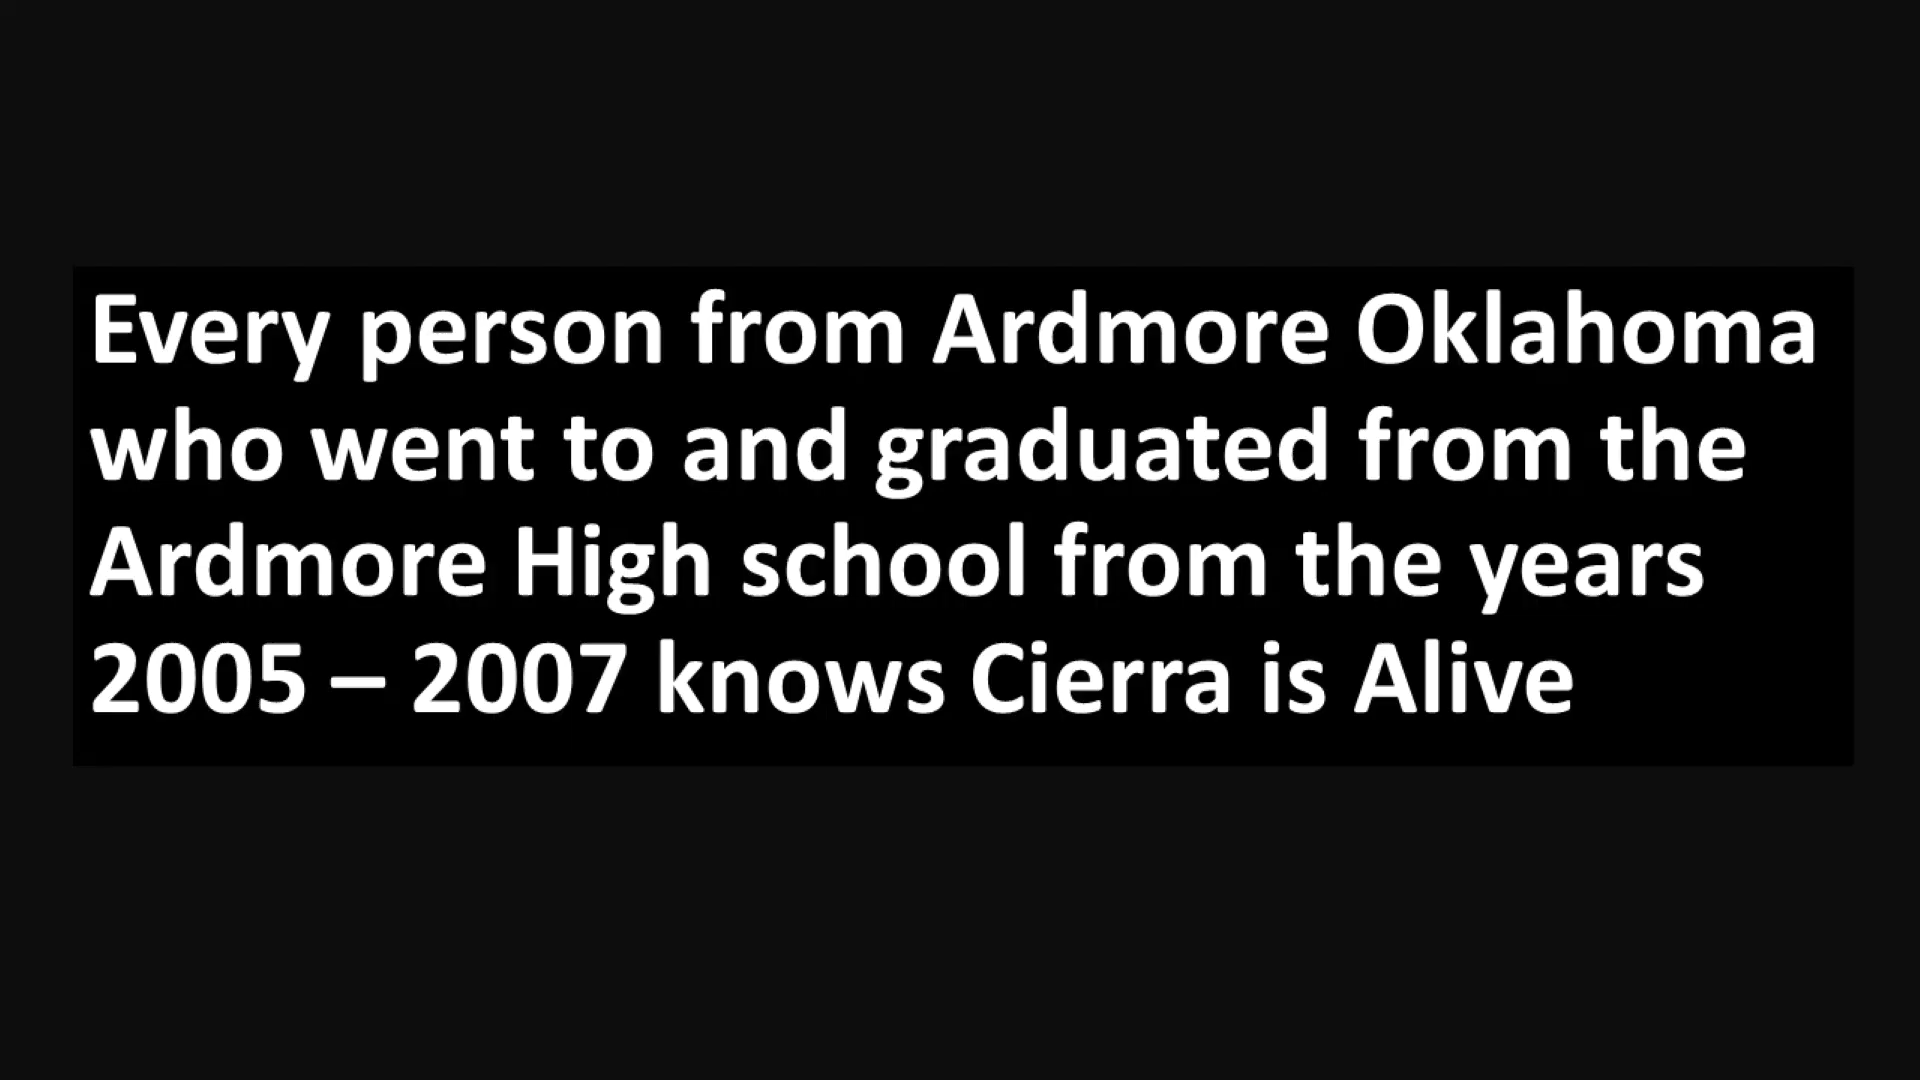 Every person from Ardmore Oklahoma
who went to and graduated from the
Ardmore High school from the years
2005 – 2007 knows Cierra is Alive